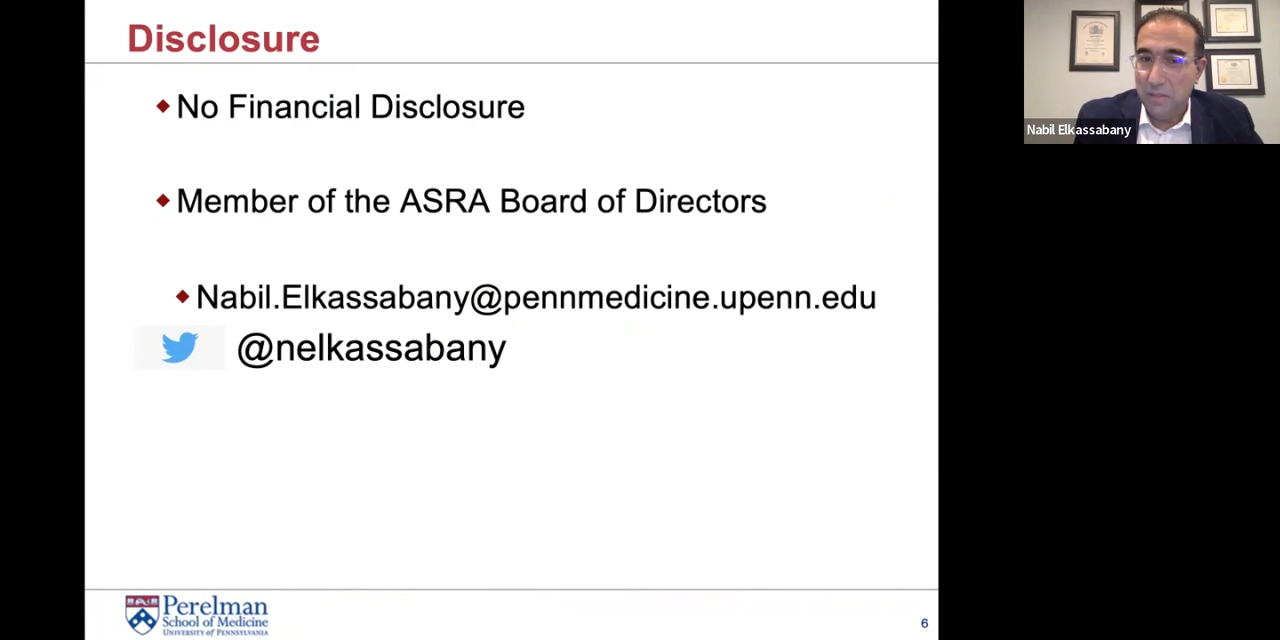 Disclosure
No Financial Disclosure
Member of the ASRA Board of Directors
Nabil.Elkassabany@pennmedicine.upenn.edu
@nelkassabany
Perelman
School of Medicine
UNIVERSITY of PENNSYLVANIA
6
Nabil Elkassabany